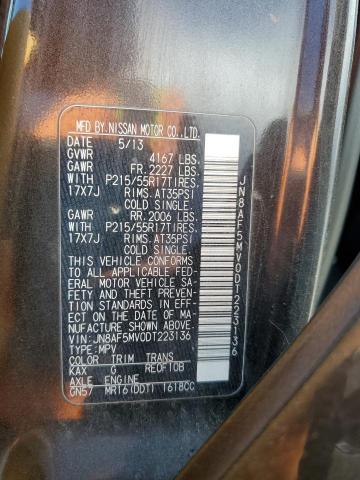 MFD BY.NISSAN MOTOR CO.,LTD.
DATE 5/13
GVWR 4167 LBS.
GAWR FR. 2227 LBS.
WITH P215/55R17TIRES,
17X7J RIMS, AT35PSI
COLD SINGLE.
GAWR RR. 2006 LBS.
WITH P215/55R17TIRES,
17X7J RIMS, AT35PSI
COLD SINGLE.
THIS VEHICLE CONFORMS
TO ALL APPLICABLE FED-
ERAL MOTOR VEHICLE SA-
FETY AND THEFT PREVEN-
TION STANDARDS IN EFF-
ECT ON THE DATE OF MA-
NUFACTURE SHOWN ABOVE.
VIN:JN8AF5MV0DT223136
TYPE:MPV
COLOR TRIM TRANS
KAX G RE0F10B
AXLE ENGINE
GN57 MR16(DDT) 1618CC
JN8AF5MV0DT223136